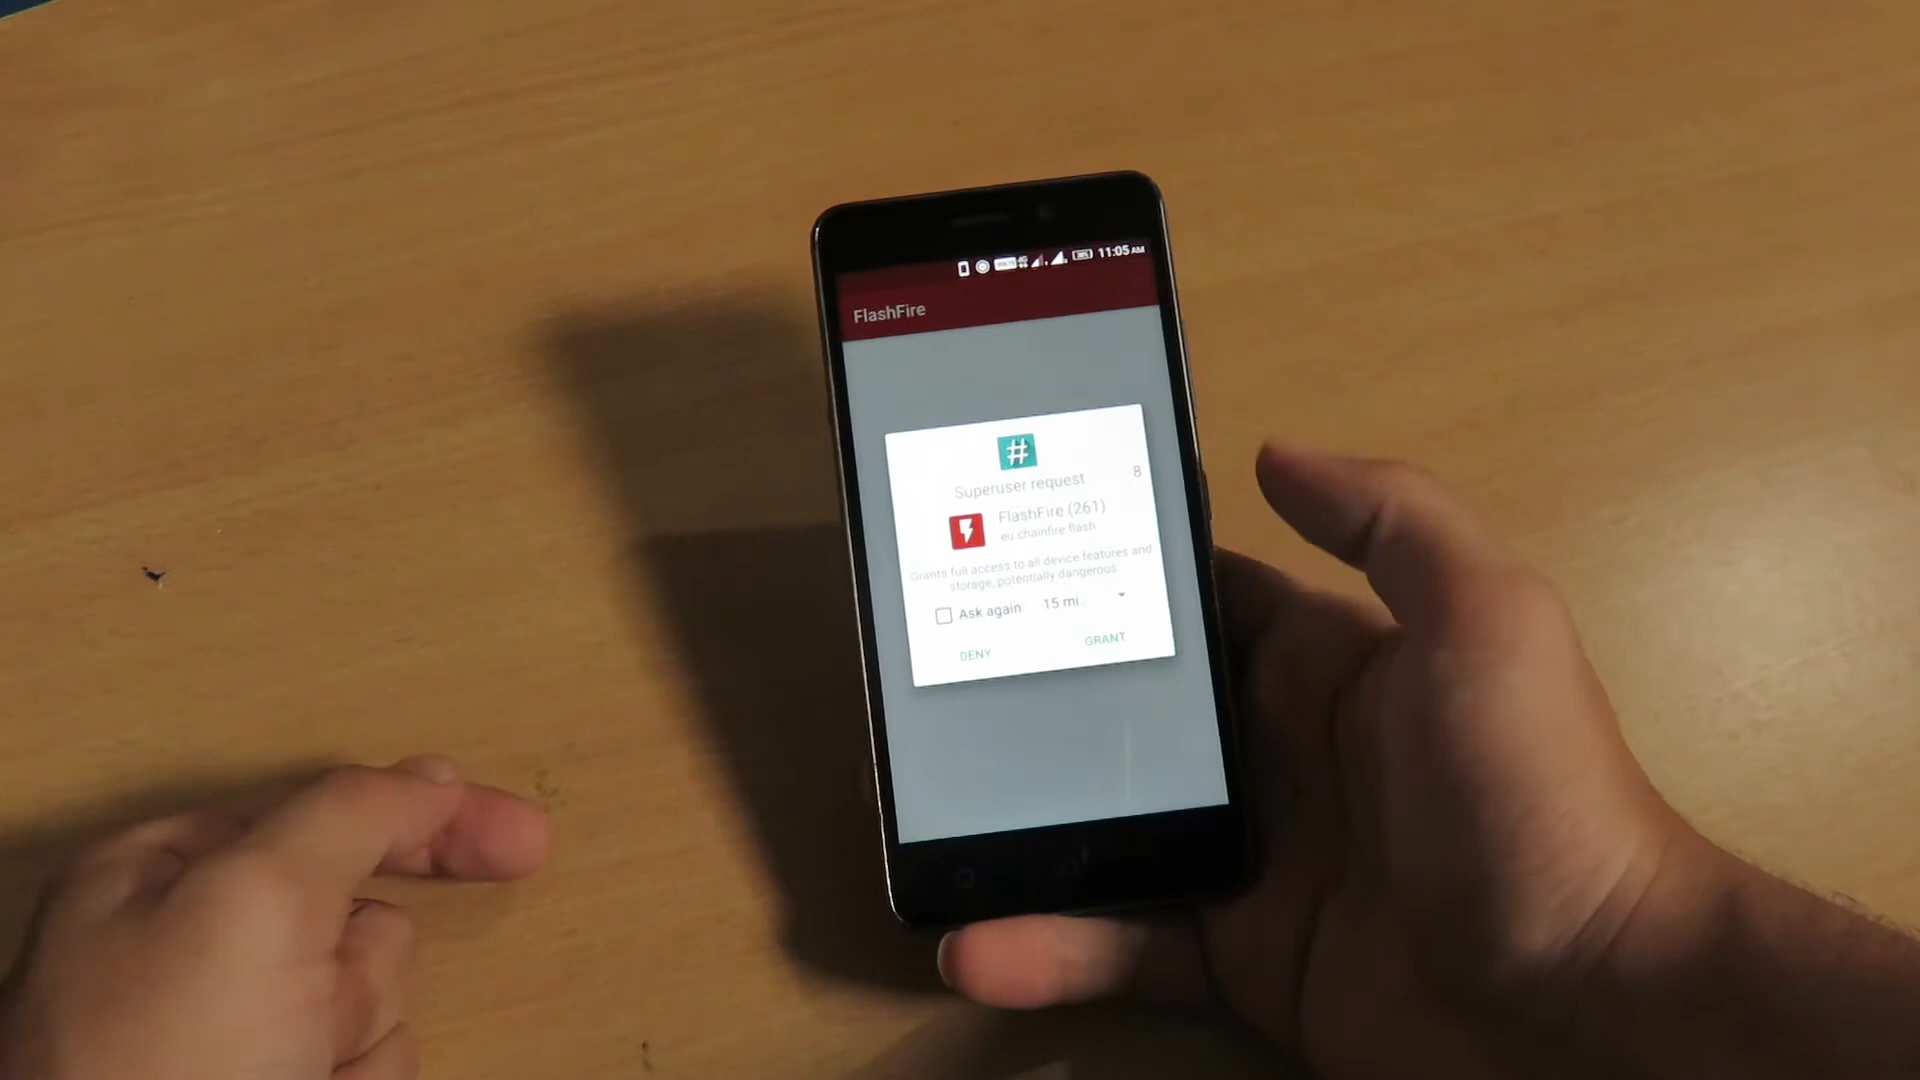 11:05 AM
FlashFire
#
Superuser request
8
FlashFire (261)
eu.chainfire.flash
Grants full access to all device features and
storage, potentially dangerous
Ask again 15 mi..
DENY GRANT